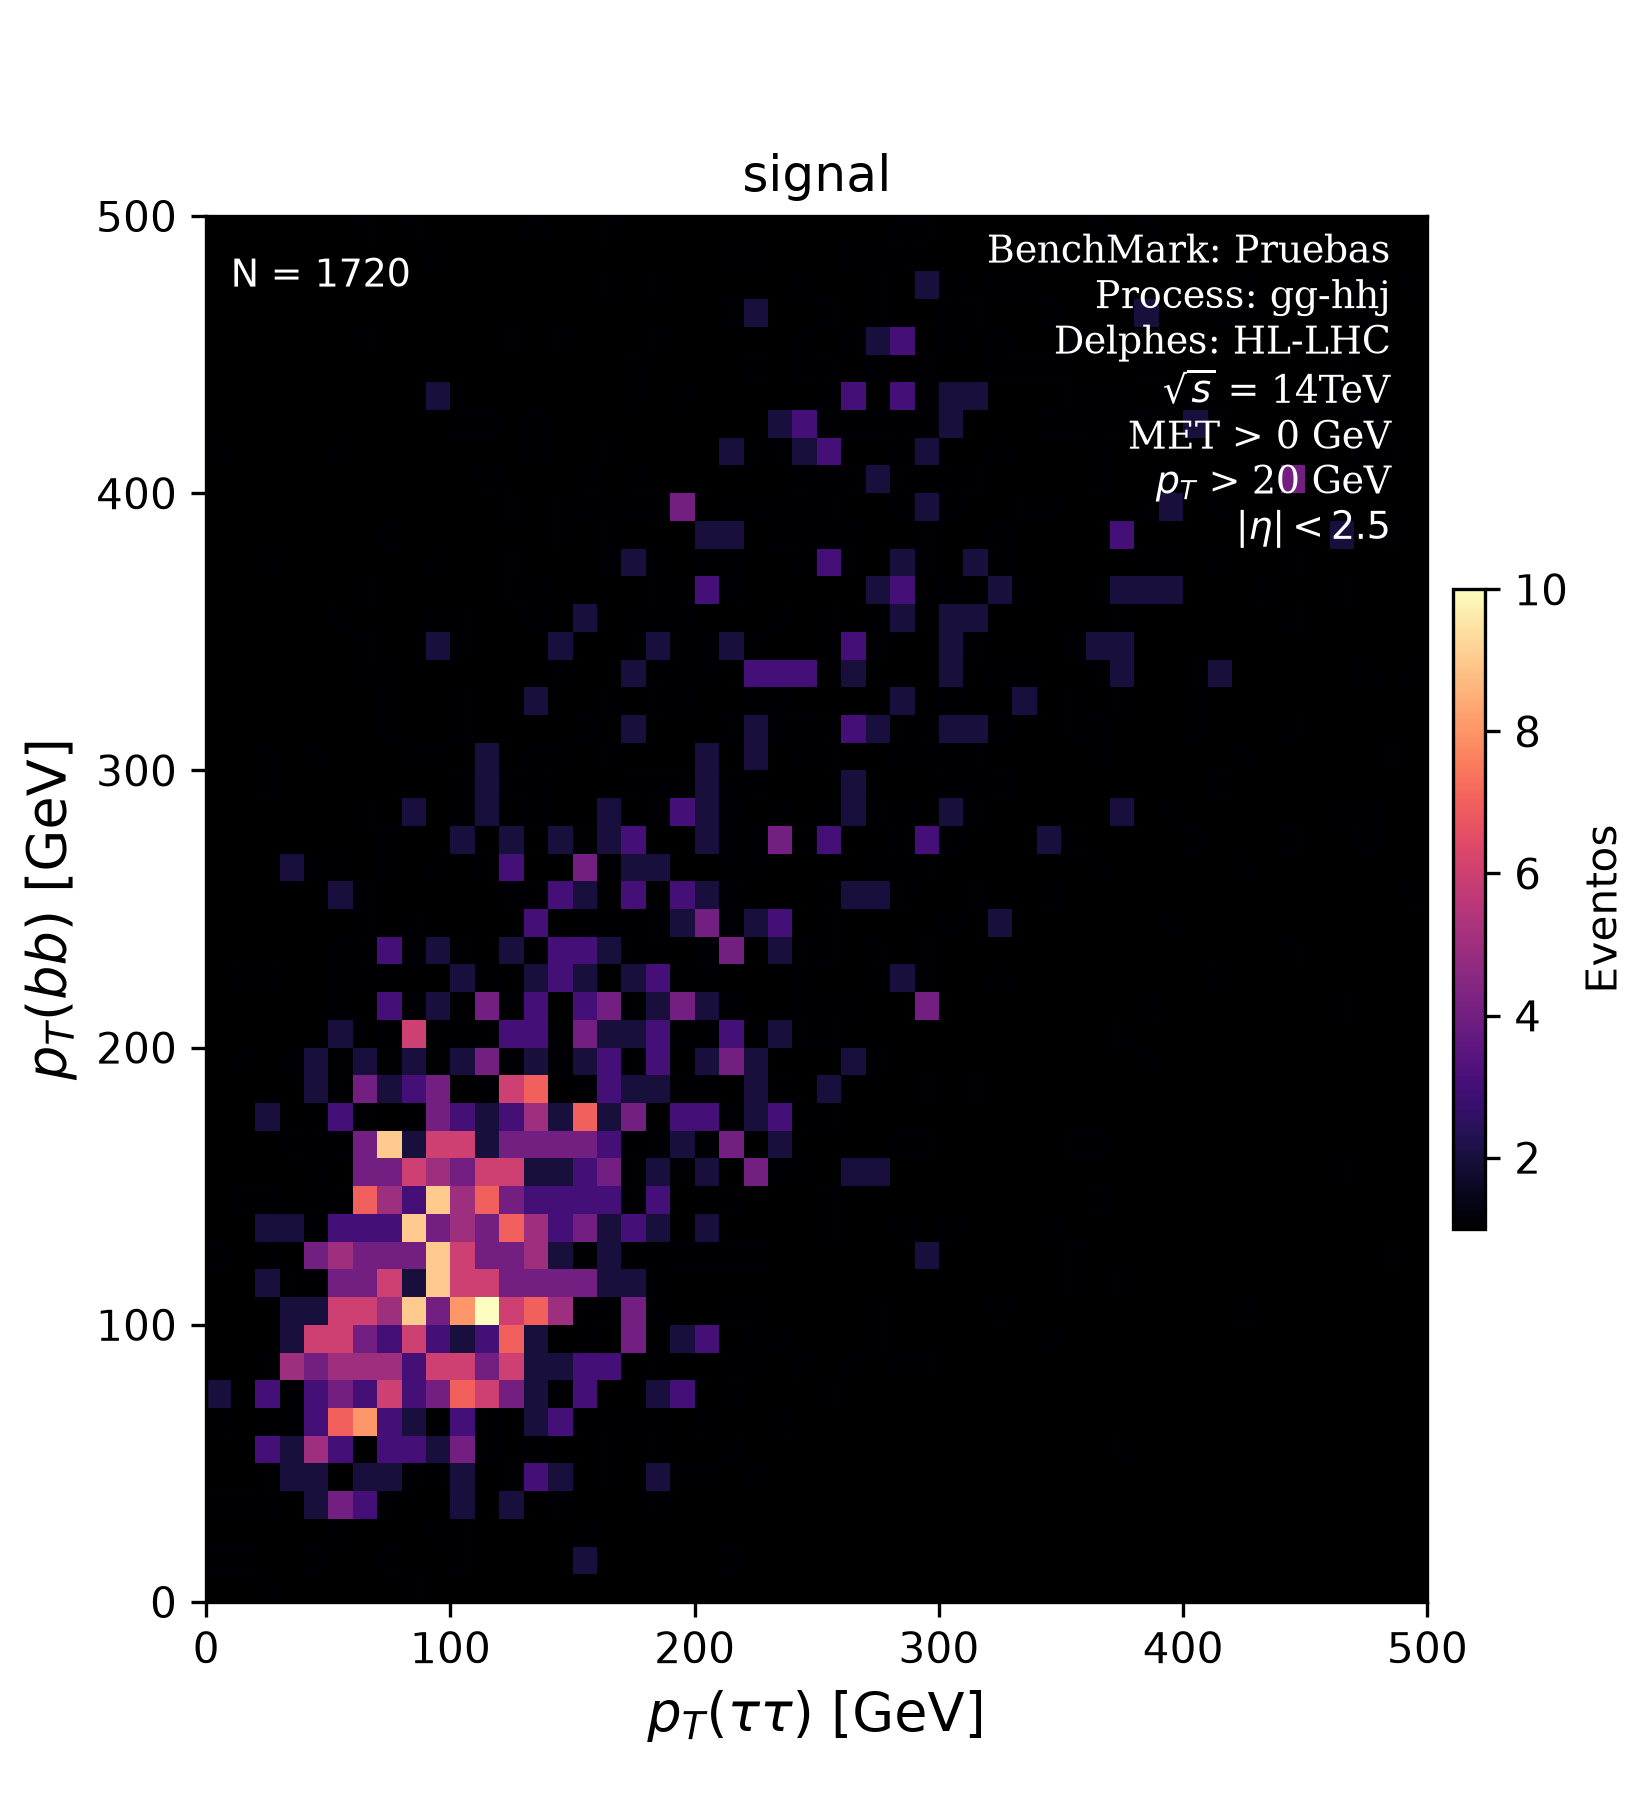 signal
500
400
300
200
100
0
p_T(bb) [GeV]
N = 1720
BenchMark: Pruebas
Process: gg-hhj
Delphes: HL-LHC
√s = 14TeV
MET > 0 GeV
p_T > 20 GeV
|η| < 2.5
10
8
6
4
2
Eventos
0 100 200 300 400 500
p_T(ττ) [GeV]